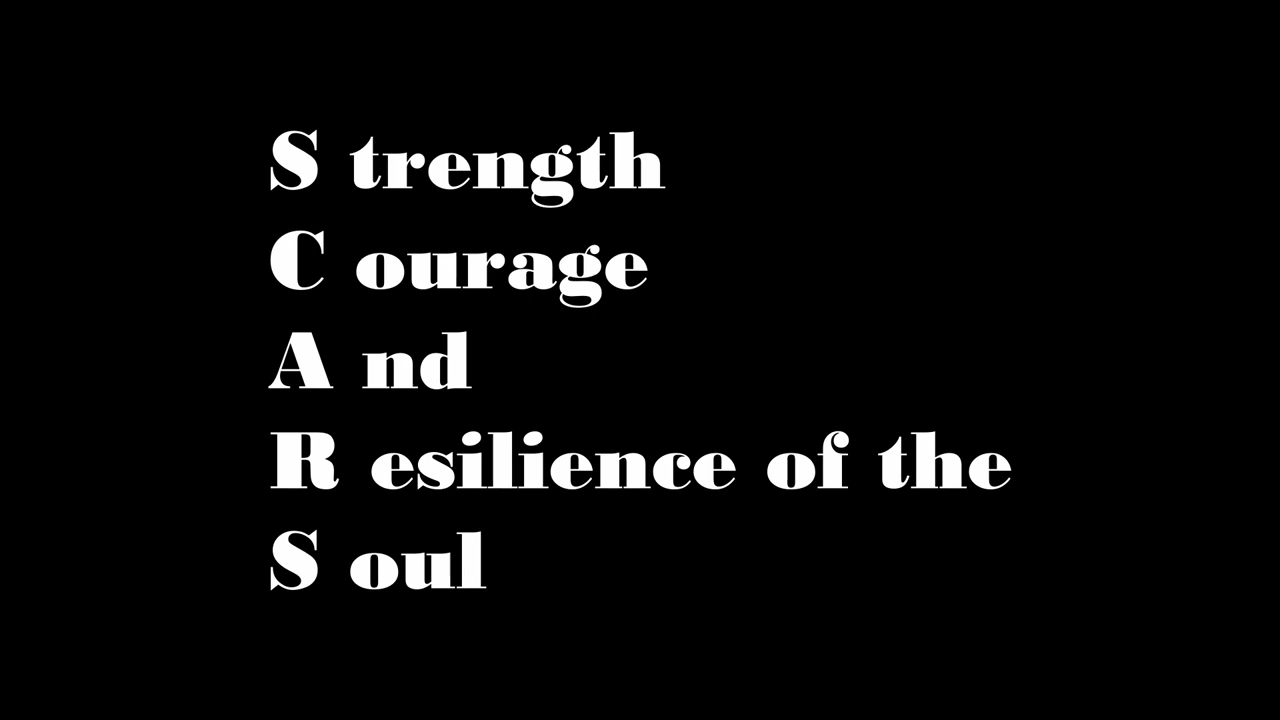 S trength
C ourage
A nd
R esilience of the
S oul